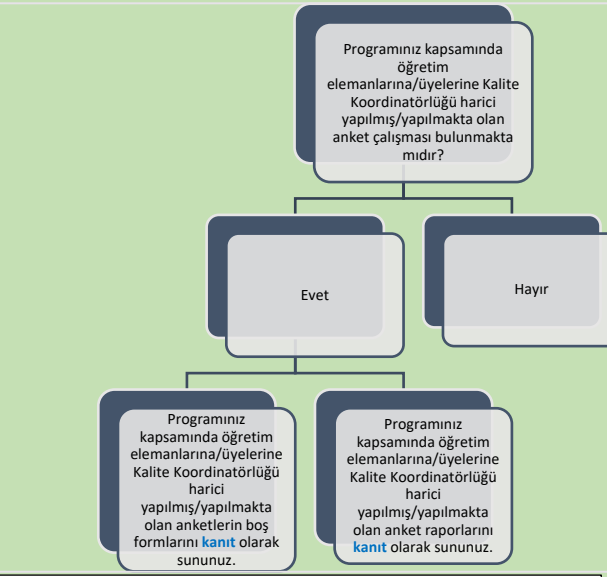 Programınız kapsamında
öğretim
elemanlarına/üyelerine Kalite
Koordinatörlüğü harici
yapılmış/yapılmakta olan
anket çalışması bulunmakta
mıdır?
Evet
Hayır
Programınız
kapsamında öğretim
elemanlarına/üyelerine
Kalite Koordinatörlüğü
harici
yapılmış/yapılmakta
olan anketlerin boş
formlarını kanıt olarak
sununuz.
Programınız
kapsamında öğretim
elemanlarına/üyelerine
Kalite Koordinatörlüğü
harici
yapılmış/yapılmakta
olan anket raporlarını
kanıt olarak sununuz.